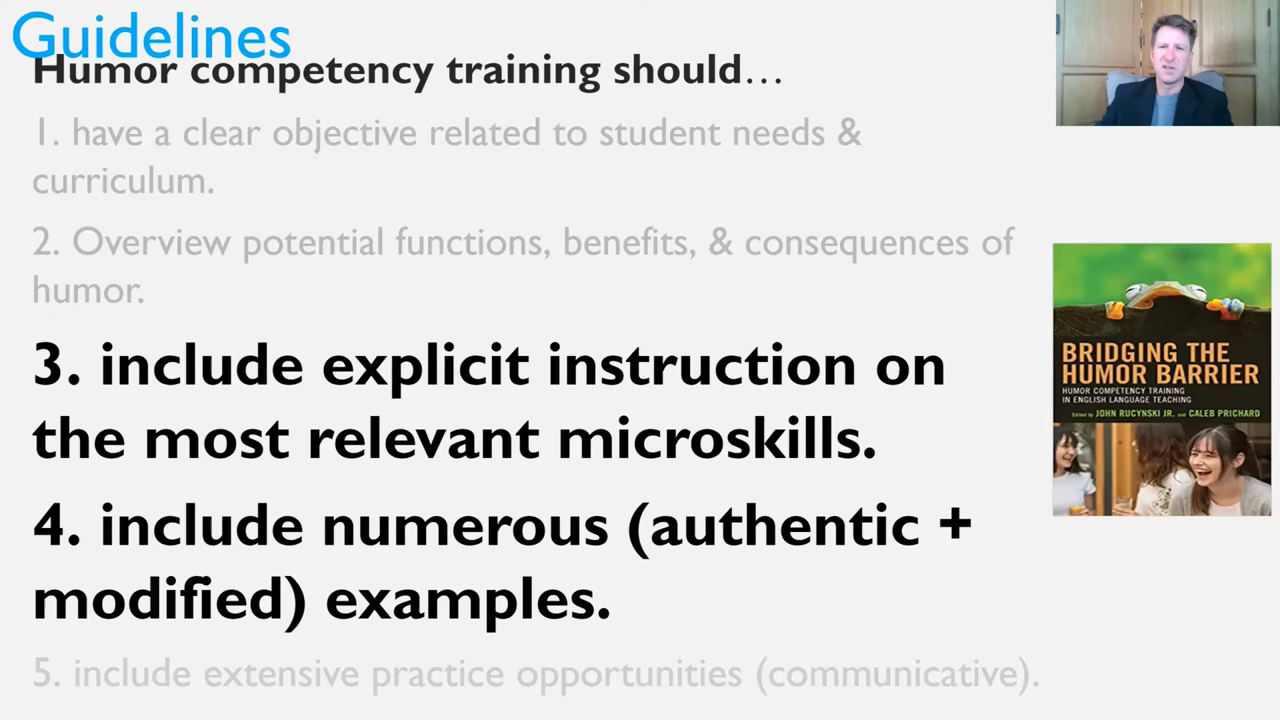 Guidelines
Humor competency training should…
1. have a clear objective related to student needs &
curriculum.
2. Overview potential functions, benefits, & consequences of
humor.
3. include explicit instruction on
the most relevant microskills.
4. include numerous (authentic +
modified) examples.
5. include extensive practice opportunities (communicative).
BRIDGING THE
HUMOR BARRIER
HUMOR COMPETENCY TRAINING
IN ENGLISH LANGUAGE TEACHING
Edited by JOHN RUCYNSKI JR. and CALEB PRICHARD